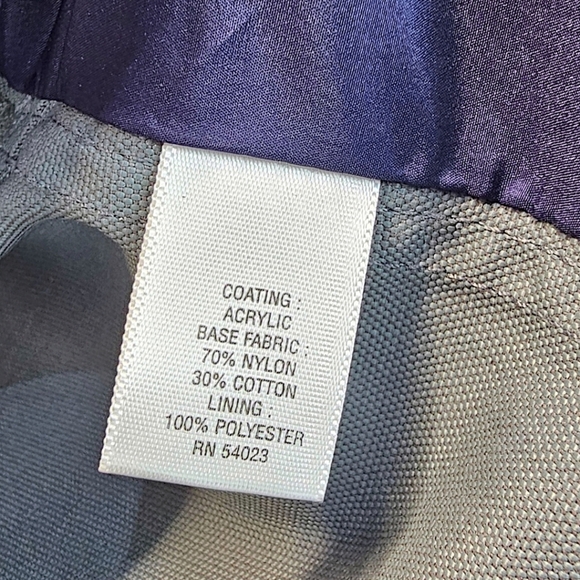 COATING :
ACRYLIC
BASE FABRIC :
70% NYLON
30% COTTON
LINING :
100% POLYESTER
RN 54023